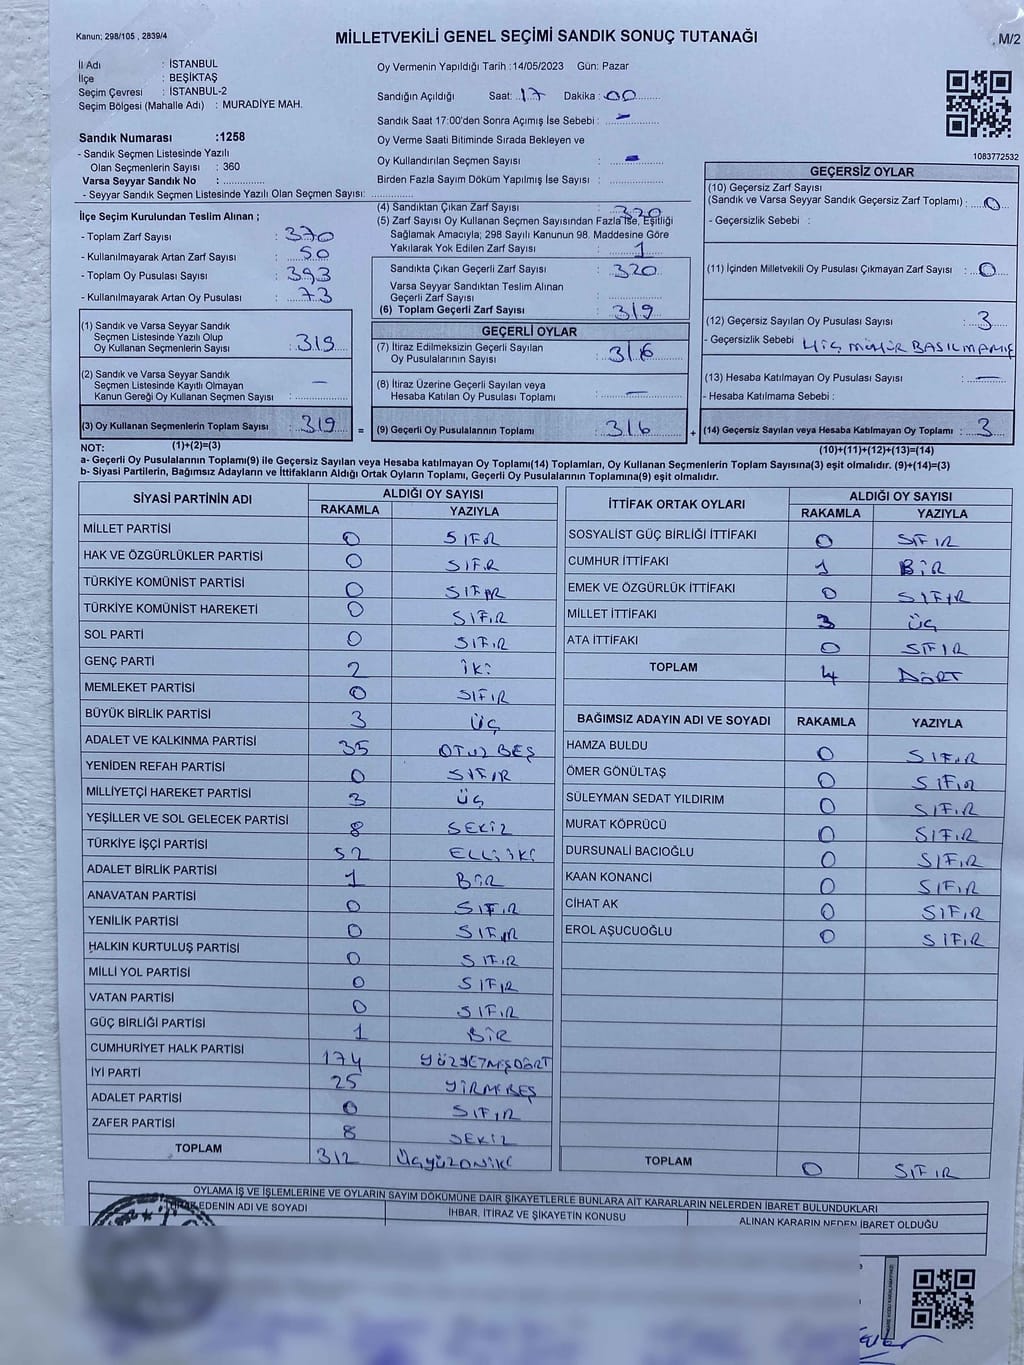 Kanun; 298/105 , 2839/4
MİLLETVEKİLİ GENEL SEÇİMİ SANDIK SONUÇ TUTANAĞI
M/2
İl Adı : İSTANBUL
İlçe : BEŞİKTAŞ
Seçim Çevresi : İSTANBUL-2
Seçim Bölgesi (Mahalle Adı) : MURADİYE MAH.
Oy Vermenin Yapıldığı Tarih :14/05/2023 Gün: Pazar
Sandığın Açıldığı Saat: 17 Dakika : 00
Sandık Saat 17:00'den Sonra Açımış İse Sebebi : -
Oy Verme Saati Bitiminde Sırada Bekleyen ve
Oy Kullandırılan Seçmen Sayısı : -
Birden Fazla Sayım Döküm Yapılmış İse Sayısı :
1083772532
Sandık Numarası :1258
- Sandık Seçmen Listesinde Yazılı
Olan Seçmenlerin Sayısı : 360
Varsa Seyyar Sandık No :
- Seyyar Sandık Seçmen Listesinde Yazılı Olan Seçmen Sayısı:
İlçe Seçim Kurulundan Teslim Alınan ;
- Toplam Zarf Sayısı : 370
- Kullanılmayarak Artan Zarf Sayısı : 50
- Toplam Oy Pusulası Sayısı : 393
- Kullanılmayarak Artan Oy Pusulası : 73
(1) Sandık ve Varsa Seyyar Sandık
Seçmen Listesinde Yazılı Olup
Oy Kullanan Seçmenlerin Sayısı : 319
(2) Sandık ve Varsa Seyyar Sandık
Seçmen Listesinde Kayıtlı Olmayan
Kanun Gereği Oy Kullanan Seçmen Sayısı : -
(3) Oy Kullanan Seçmenlerin Toplam Sayısı : 319
(1)+(2)=(3)
(4) Sandıktan Çıkan Zarf Sayısı : 320
(5) Zarf Sayısı Oy Kullanan Seçmen Sayısından Fazla İse, Eşitliği
Sağlamak Amacıyla; 298 Sayılı Kanunun 98. Maddesine Göre
Yakılarak Yok Edilen Zarf Sayısı : 1
Sandıkta Çıkan Geçerli Zarf Sayısı : 320
Varsa Seyyar Sandıktan Teslim Alınan
Geçerli Zarf Sayısı :
(6) Toplam Geçerli Zarf Sayısı : 319
GEÇERLİ OYLAR
(7) İtiraz Edilmeksizin Geçerli Sayılan
Oy Pusulalarının Sayısı : 316
(8) İtiraz Üzerine Geçerli Sayılan veya
Hesaba Katılan Oy Pusulası Toplamı : -
= (9) Geçerli Oy Pusulalarının Toplamı : 316 +
GEÇERSİZ OYLAR
(10) Geçersiz Zarf Sayısı
(Sandık ve Varsa Seyyar Sandık Geçersiz Zarf Toplamı) : 0
- Geçersizlik Sebebi :
(11) İçinden Milletvekili Oy Pusulası Çıkmayan Zarf Sayısı : 0
(12) Geçersiz Sayılan Oy Pusulası Sayısı : 3
- Geçersizlik Sebebi HİÇ MÜHÜR BASILMAMIŞ
(13) Hesaba Katılmayan Oy Pusulası Sayısı : -
- Hesaba Katılmama Sebebi :
(14) Geçersiz Sayılan veya Hesaba Katılmayan Oy Toplamı : 3
(10)+(11)+(12)+(13)=(14)
NOT:
a- Geçerli Oy Pusulalarının Toplamı(9) ile Geçersiz Sayılan veya Hesaba katılmayan Oy Toplamı(14) Toplamları, Oy Kullanan Seçmenlerin Toplam Sayısına(3) eşit olmalıdır. (9)+(14)=(3)
b- Siyasi Partilerin, Bağımsız Adayların ve İttifakların Aldığı Ortak Oyların Toplamı, Geçerli Oy Pusulalarının Toplamına(9) eşit olmalıdır.
SİYASİ PARTİNİN ADI ALDIĞI OY SAYISI
RAKAMLA YAZIYLA
MİLLET PARTİSİ 0 SIFIR
HAK VE ÖZGÜRLÜKLER PARTİSİ 0 SIFIR
TÜRKİYE KOMÜNİST PARTİSİ 0 SIFIR
TÜRKİYE KOMÜNİST HAREKETİ 0 SIFIR
SOL PARTİ 0 SIFIR
GENÇ PARTİ 2 İKİ
MEMLEKET PARTİSİ 0 SIFIR
BÜYÜK BİRLİK PARTİSİ 3 ÜÇ
ADALET VE KALKINMA PARTİSİ 35 OTUZ BEŞ
YENİDEN REFAH PARTİSİ 0 SIFIR
MİLLİYETÇİ HAREKET PARTİSİ 3 ÜÇ
YEŞİLLER VE SOL GELECEK PARTİSİ 8 SEKİZ
TÜRKİYE İŞÇİ PARTİSİ 52 ELLİ İKİ
ADALET BİRLİK PARTİSİ 1 BİR
ANAVATAN PARTİSİ 0 SIFIR
YENİLİK PARTİSİ 0 SIFIR
HALKIN KURTULUŞ PARTİSİ 0 SIFIR
MİLLİ YOL PARTİSİ 0 SIFIR
VATAN PARTİSİ 0 SIFIR
GÜÇ BİRLİĞİ PARTİSİ 1 BİR
CUMHURİYET HALK PARTİSİ 174 YÜZYETMİŞDÖRT
İYİ PARTİ 25 YİRMİ BEŞ
ADALET PARTİSİ 0 SIFIR
ZAFER PARTİSİ 8 SEKİZ
TOPLAM 312 ÜÇYÜZONİKİ
İTTİFAK ORTAK OYLARI ALDIĞI OY SAYISI
RAKAMLA YAZIYLA
SOSYALİST GÜÇ BİRLİĞİ İTTİFAKI 0 SIFIR
CUMHUR İTTİFAKI 1 BİR
EMEK VE ÖZGÜRLÜK İTTİFAKI 0 SIFIR
MİLLET İTTİFAKI 3 ÜÇ
ATA İTTİFAKI 0 SIFIR
TOPLAM 4 DÖRT
BAĞIMSIZ ADAYIN ADI VE SOYADI RAKAMLA YAZIYLA
HAMZA BULDU 0 SIFIR
ÖMER GÖNÜLTAŞ 0 SIFIR
SÜLEYMAN SEDAT YILDIRIM 0 SIFIR
MURAT KÖPRÜCÜ 0 SIFIR
DURSUNALİ BACIOĞLU 0 SIFIR
KAAN KONANCİ 0 SIFIR
CİHAT AK 0 SIFIR
EROL AŞUCUOĞLU 0 SIFIR
TOPLAM 0 SIFIR
OYLAMA İŞ VE İŞLEMLERİNE VE OYLARIN SAYIM DÖKÜMÜNE DAİR ŞİKAYETLERLE BUNLARA AİT KARARLARIN NELERDEN İBARET BULUNDUKLARI
EDENİN ADI VE SOYADI İHBAR, İTİRAZ VE ŞİKAYETİN KONUSU ALINAN KARARIN NEDEN İBARET OLDUĞU